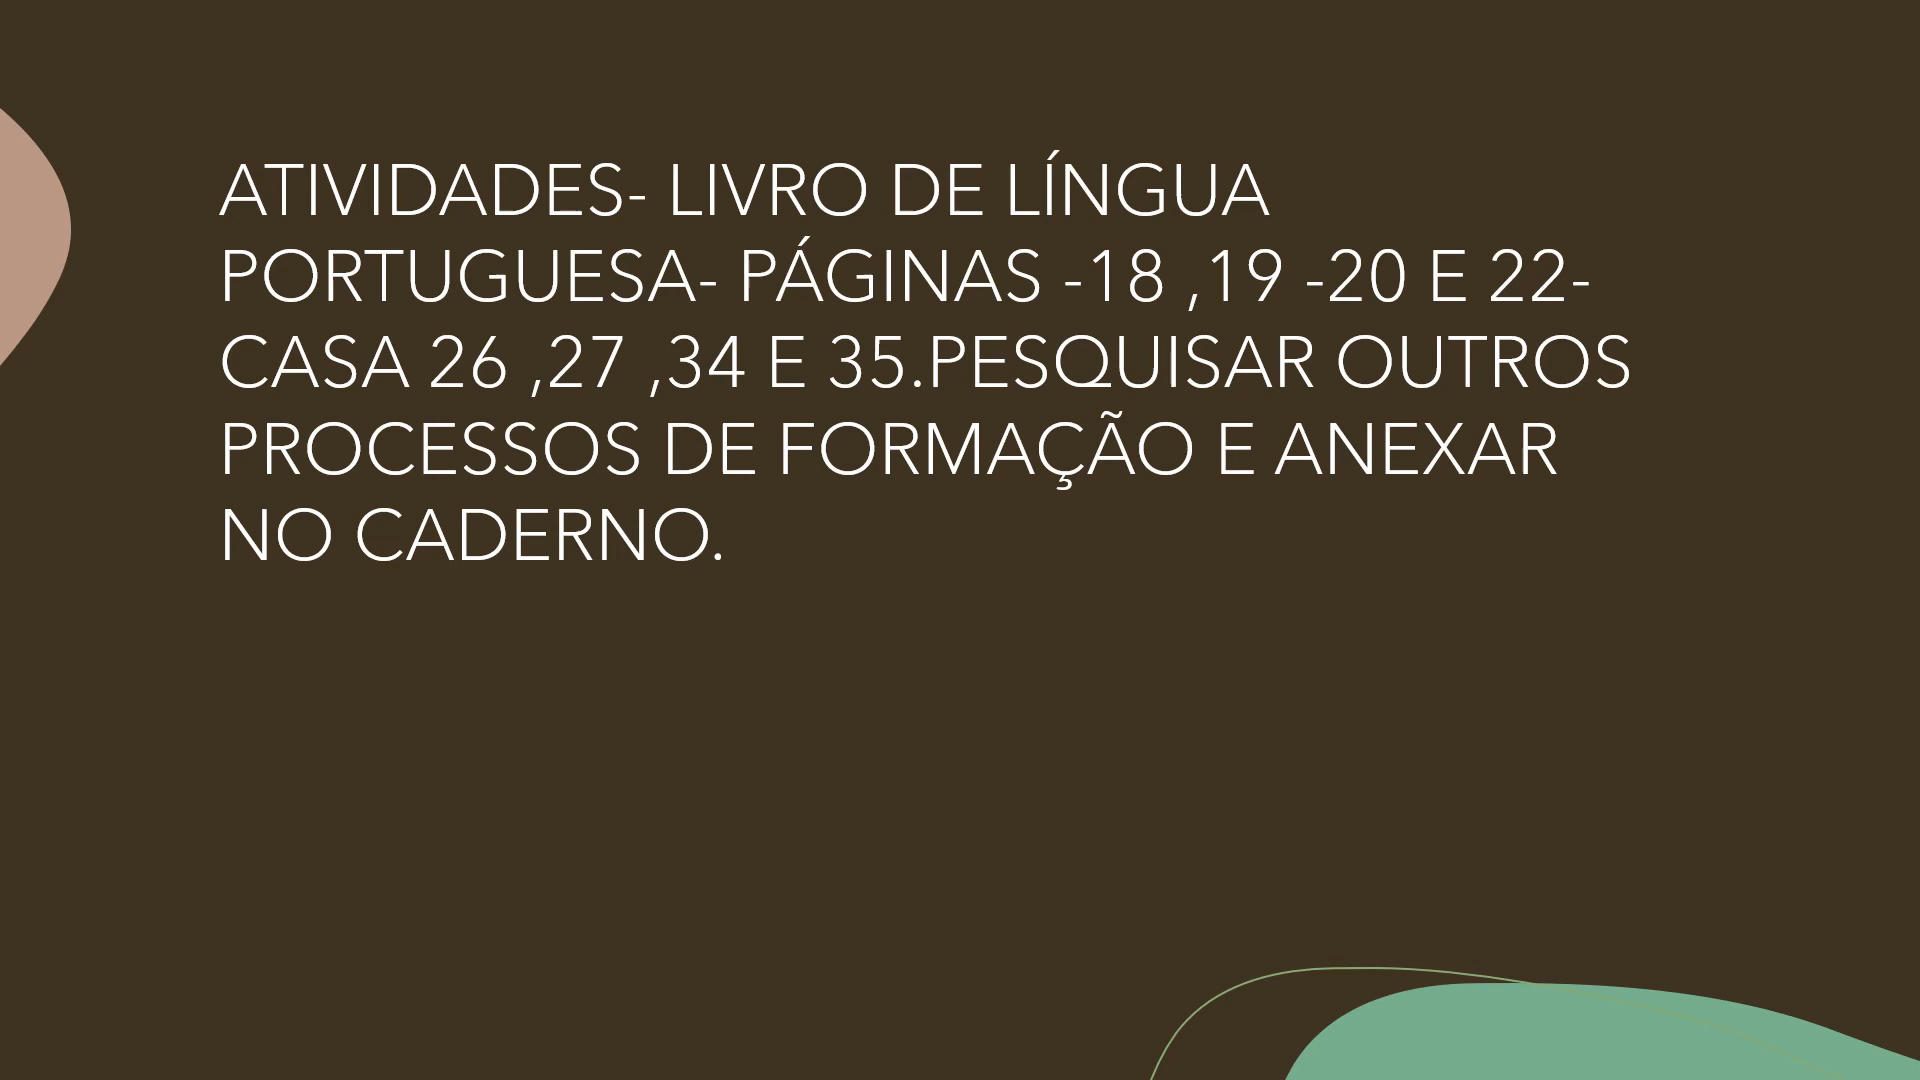 ATIVIDADES- LIVRO DE LÍNGUA
PORTUGUESA- PÁGINAS -18 ,19 -20 E 22-
CASA 26 ,27 ,34 E 35.PESQUISAR OUTROS
PROCESSOS DE FORMAÇÃO E ANEXAR
NO CADERNO.